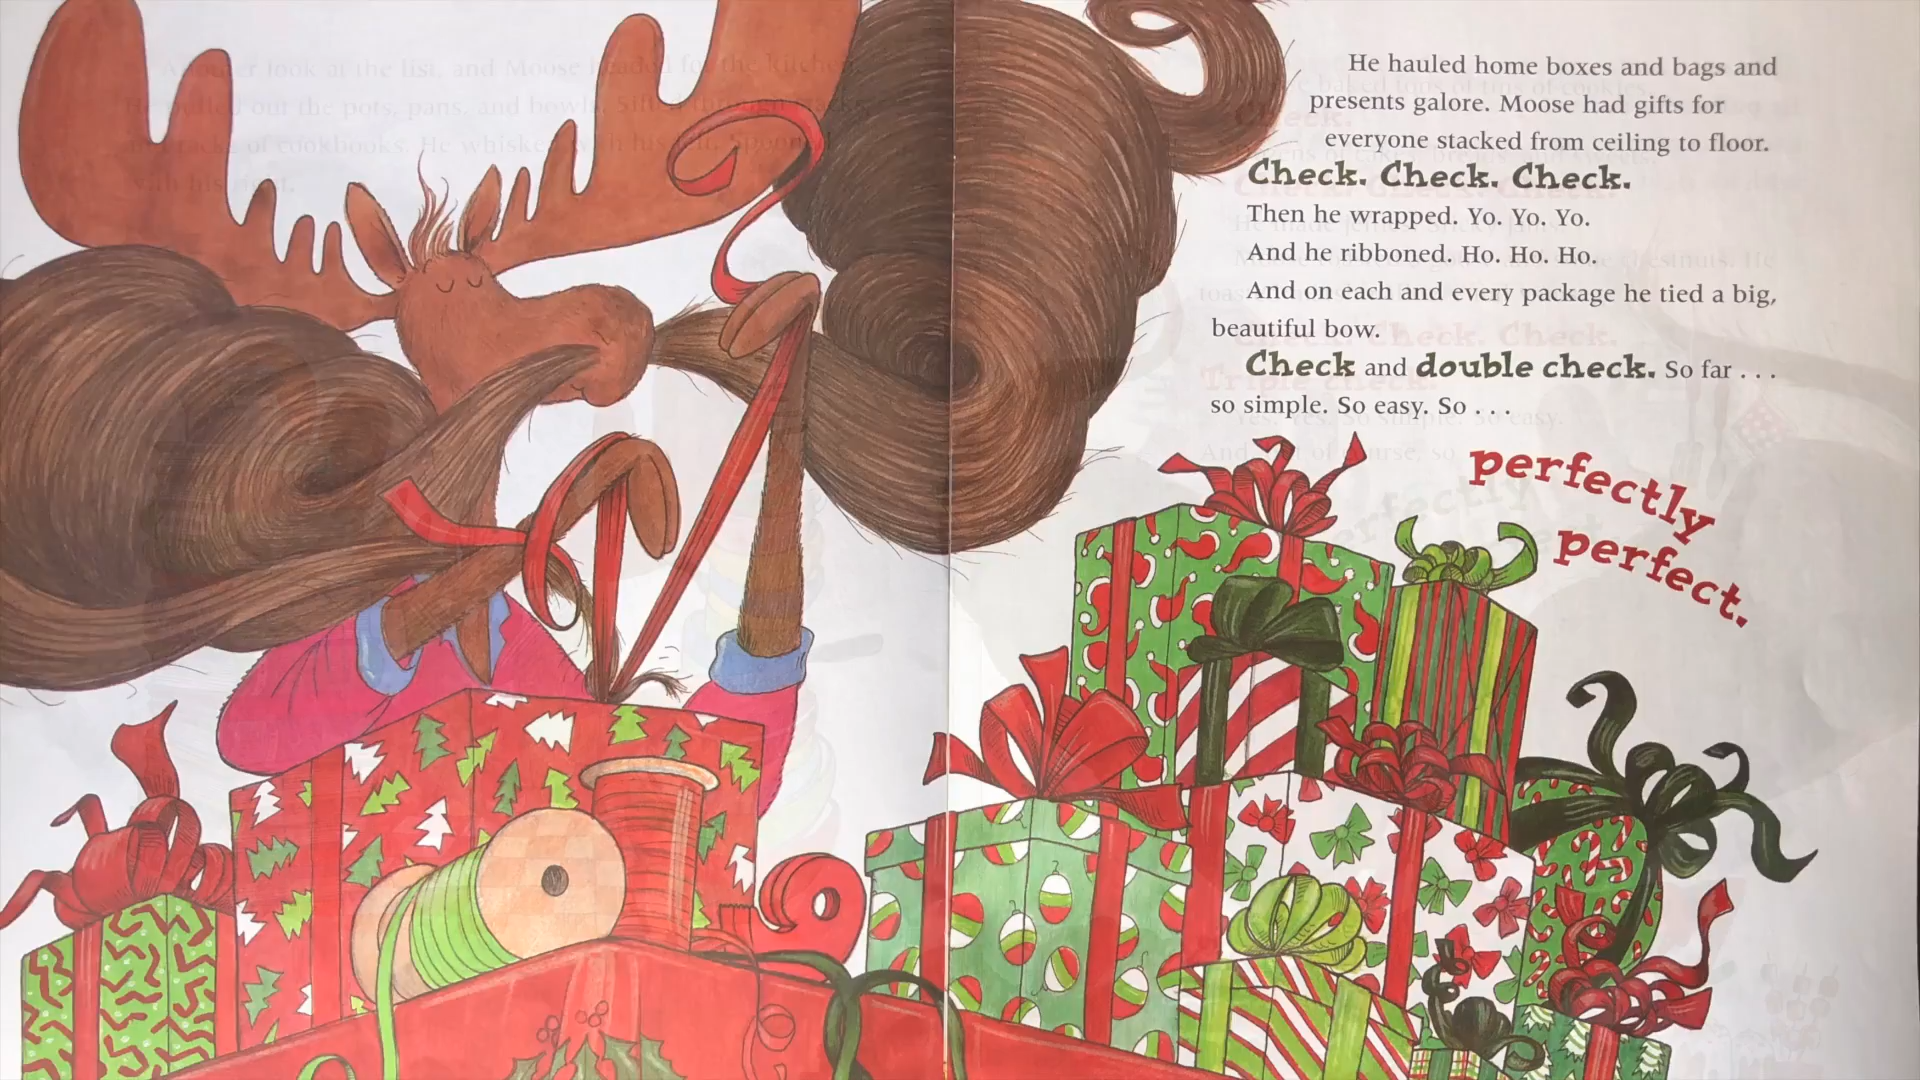 He hauled home boxes and bags and
presents galore. Moose had gifts for
everyone stacked from ceiling to floor.
Check. Check. Check.
Then he wrapped. Yo. Yo. Yo.
And he ribboned. Ho. Ho. Ho.
And on each and every package he tied a big,
beautiful bow.
Check and double check. So far . . .
so simple. So easy. So . . .
perfectly
perfect.